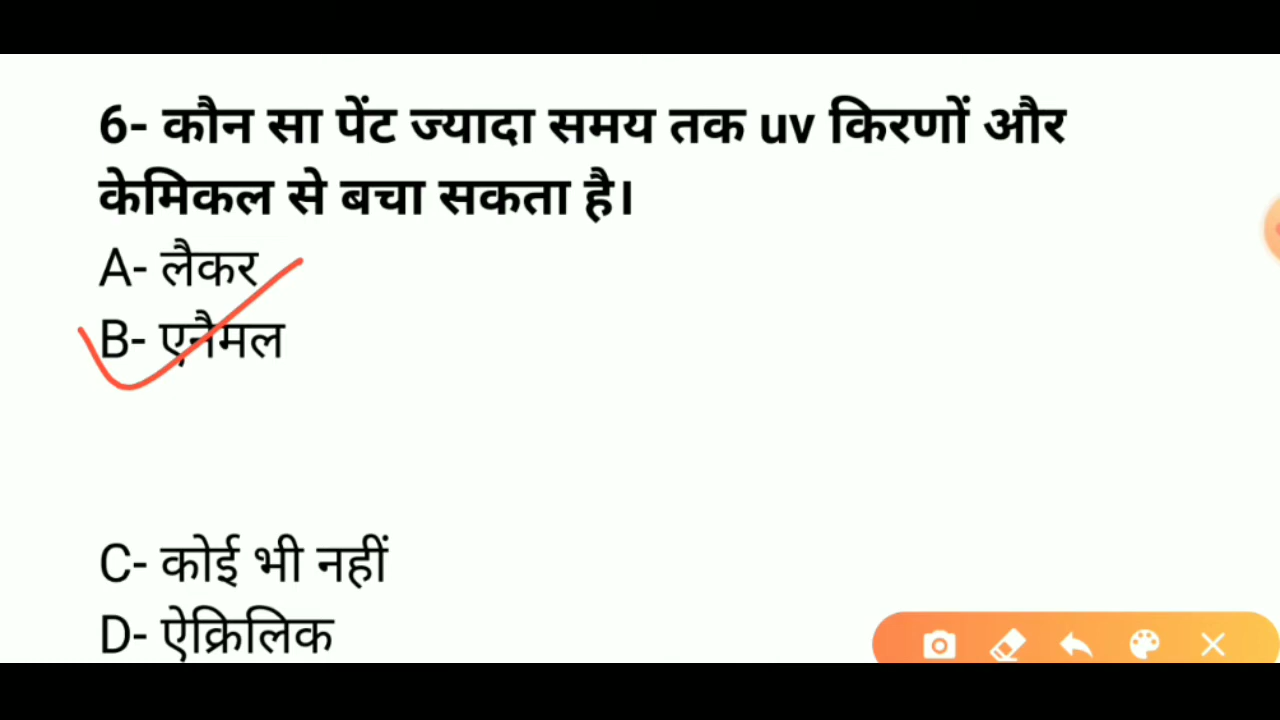 6- कौन सा पेंट ज्यादा समय तक uv किरणों और
केमिकल से बचा सकता है।
A- लैकर
B- एनैमल
C- कोई भी नहीं
D- ऐक्रिलिक